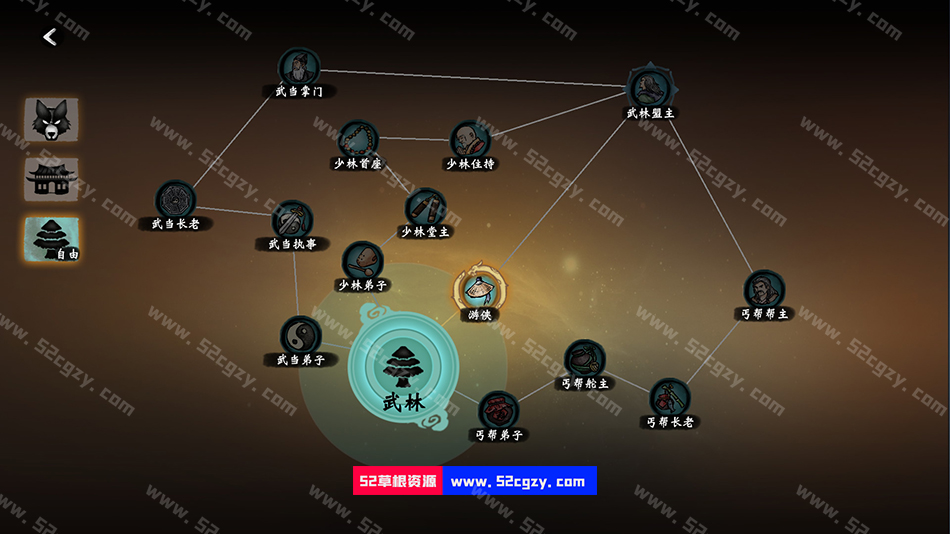 武当掌门
武林盟主
少林首座
少林住持
武当长老
少林堂主
武当执事
自由
少林弟子
丐帮帮主
游侠
武当弟子
丐帮舵主
武林
丐帮长老
丐帮弟子
52草根资源 www.52cgzy.com